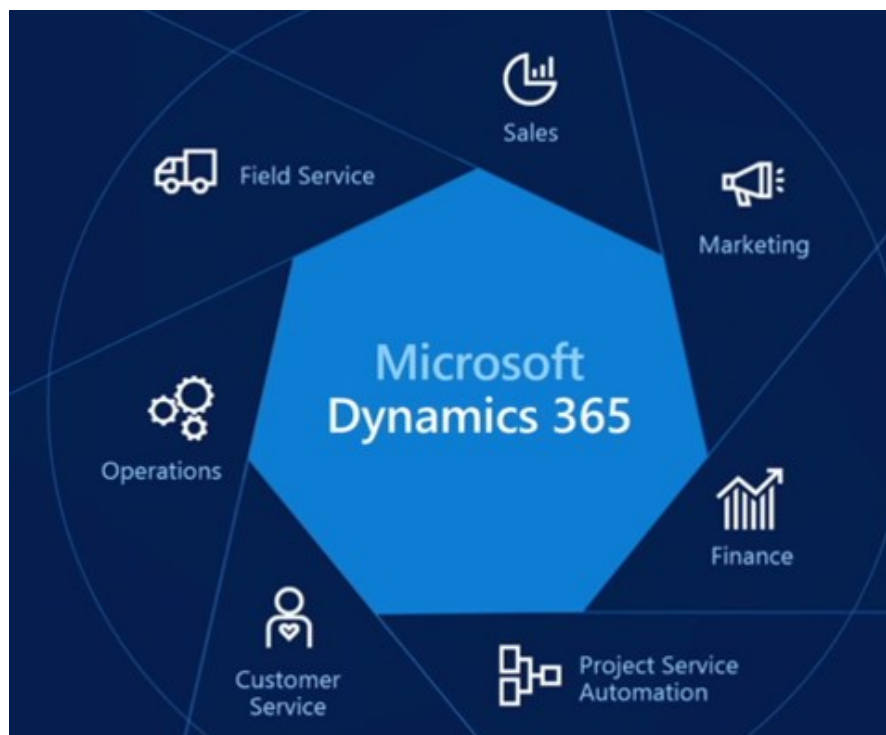 Sales
Field Service
Marketing
Microsoft
Dynamics 365
Operations
Finance
Customer
Service
Project Service
Automation